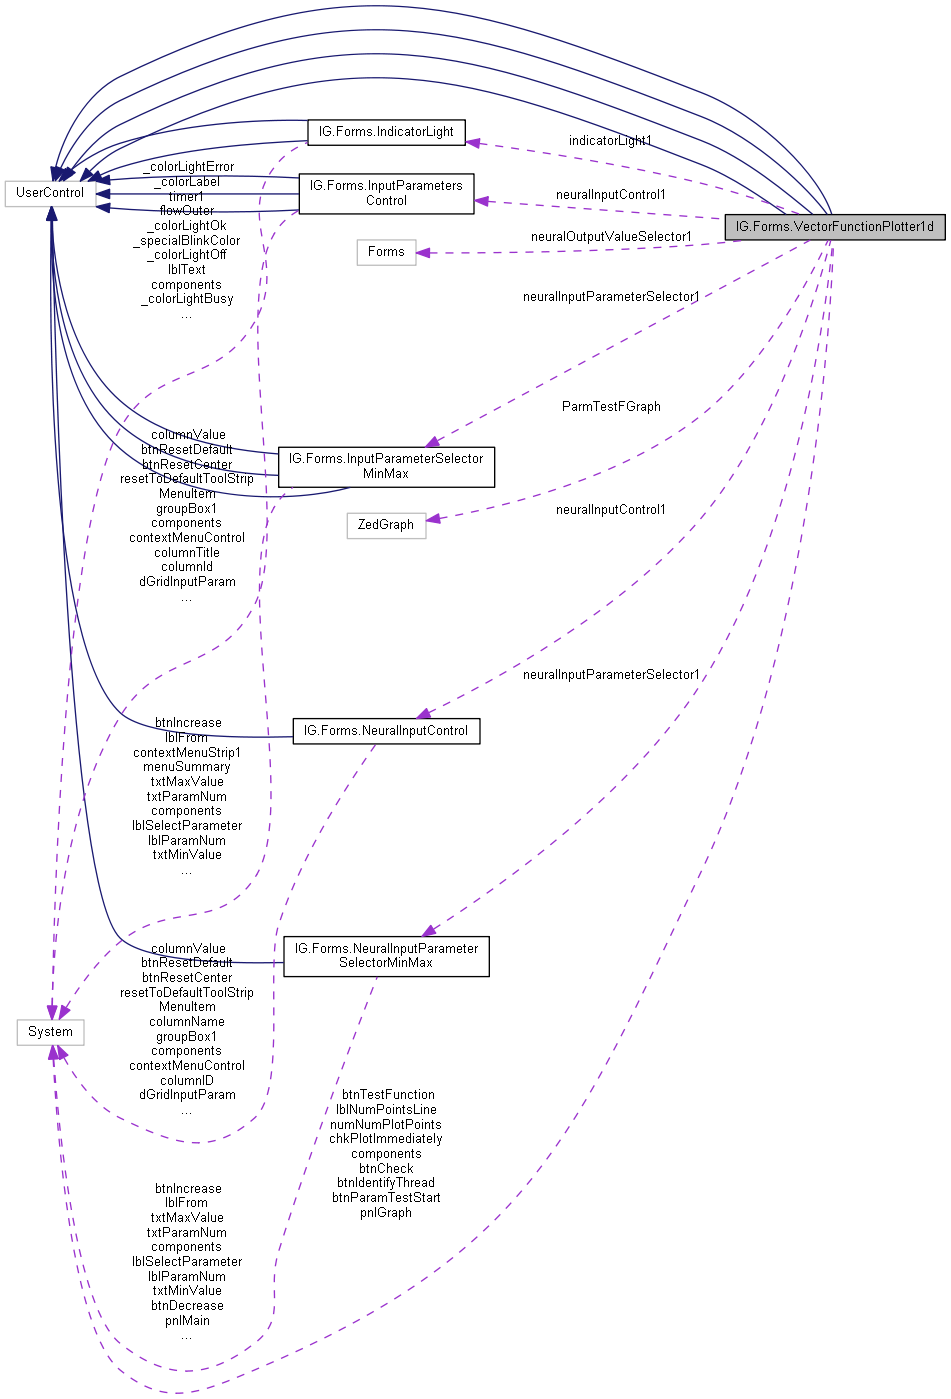 IG.Forms.IndicatorLight
indicatorLight1
_colorLightError
_colorLabel
timer1
flowOuter
_colorLightOk
_specialBlinkColor
_colorLightOff
lblText
components
_colorLightBusy
...
UserControl
IG.Forms.InputParameters
Control
neuralInputControl1
IG.Forms.VectorFunctionPlotter1d
neuralOutputValueSelector1
Forms
neuralInputParameterSelector1
ParmTestFGraph
columnValue
btnResetDefault
btnResetCenter
resetToDefaultToolStrip
MenuItem
groupBox1
components
contextMenuControl
columnTitle
columnId
dGridInputParam
...
IG.Forms.InputParameterSelector
MinMax
ZedGraph
neuralInputControl1
neuralInputParameterSelector1
btnIncrease
lblFrom
contextMenuStrip1
menuSummary
txtMaxValue
txtParamNum
components
lblSelectParameter
lblParamNum
txtMinValue
...
IG.Forms.NeuralInputControl
columnValue
btnResetDefault
btnResetCenter
resetToDefaultToolStrip
MenuItem
columnName
groupBox1
components
contextMenuControl
columnID
dGridInputParam
...
IG.Forms.NeuralInputParameter
SelectorMinMax
System
btnTestFunction
lblNumPointsLine
numNumPlotPoints
chkPlotImmediately
components
btnCheck
btnIdentifyThread
btnParamTestStart
pnlGraph
btnIncrease
lblFrom
txtMaxValue
txtParamNum
components
lblSelectParameter
lblParamNum
txtMinValue
btnDecrease
pnlMain
...